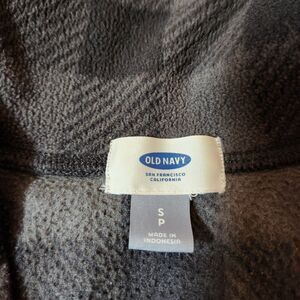 OLD NAVY
SAN FRANCISCO
CALIFORNIA
S
P
MADE IN
INDONESIA